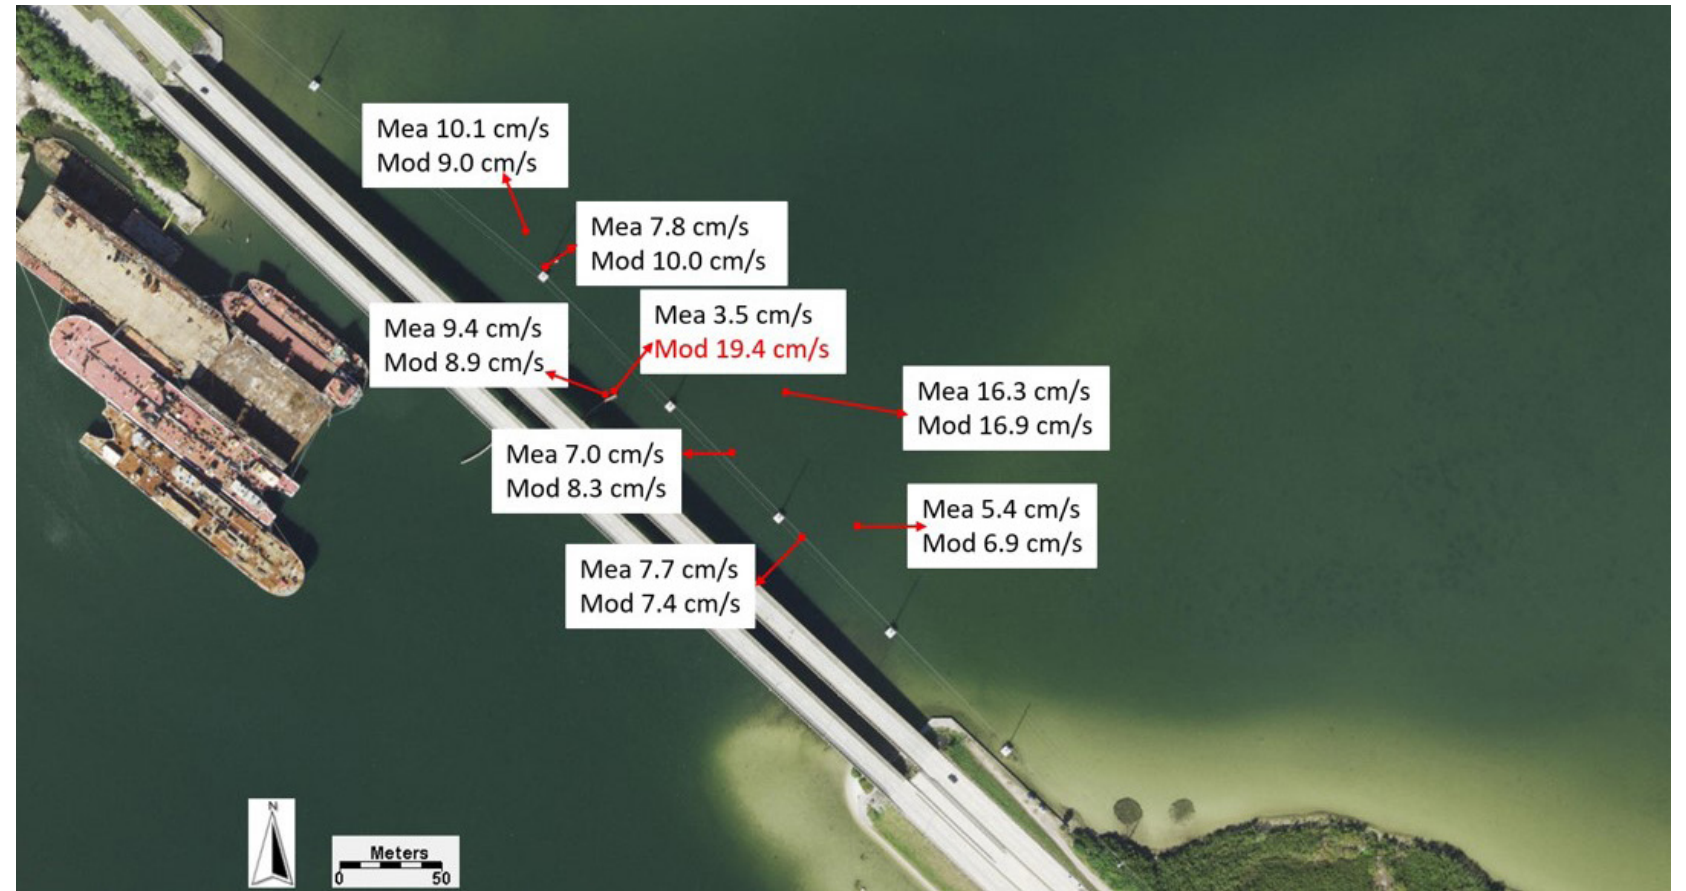 Mea 10.1 cm/s
Mod 9.0 cm/s
Mea 7.8 cm/s
Mod 10.0 cm/s
Mea 9.4 cm/s
Mod 8.9 cm/s
Mea 3.5 cm/s
Mod 19.4 cm/s
Mea 16.3 cm/s
Mod 16.9 cm/s
Mea 7.0 cm/s
Mod 8.3 cm/s
Mea 5.4 cm/s
Mod 6.9 cm/s
Mea 7.7 cm/s
Mod 7.4 cm/s
N
Meters
0 50